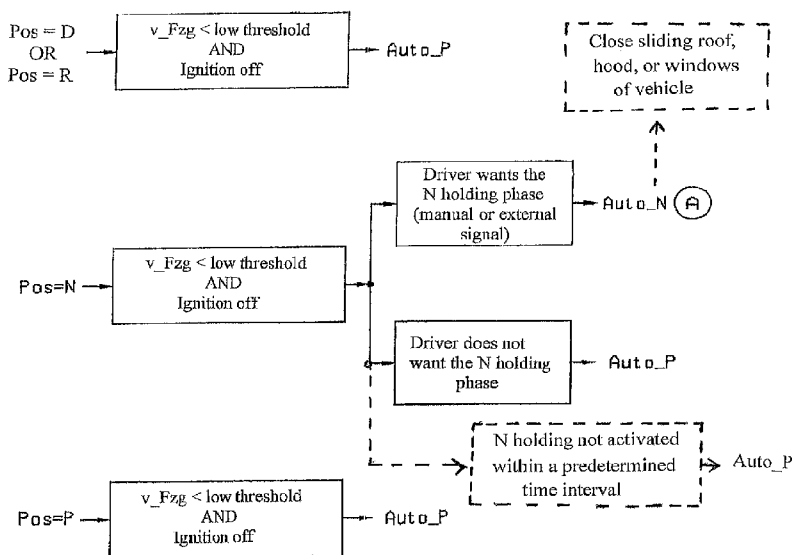 Pos = D
OR
Pos = R
v_Fzg < low threshold
AND
Ignition off
Auto_P
Close sliding roof,
hood, or windows
of vehicle
Driver wants the
N holding phase
(manual or external
signal)
Auto_N
A
Pos=N
v_Fzg < low threshold
AND
Ignition off
Driver does not
want the N holding
phase
Auto_P
N holding not activated
within a predetermined
time interval
Auto_P
Pos=P
v_Fzg < low threshold
AND
Ignition off
Auto_P